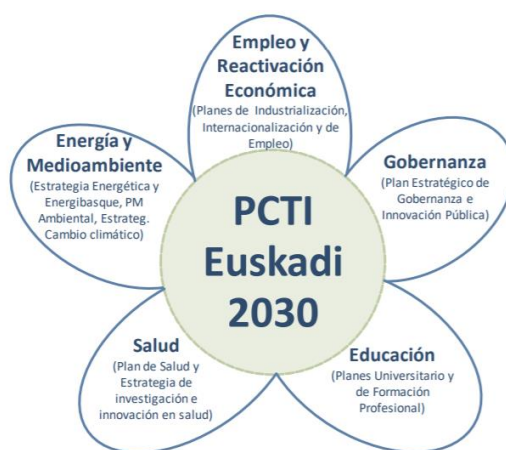 Empleo y
Reactivación
Económica
(Planes de Industrialización,
Internacionalización y de
Empleo)
Energía y
Medioambiente
(Estrategia Energética y
Energibasque, PM
Ambiental, Estrateg.
Cambio climático)
Gobernanza
(Plan Estratégico de
Gobernanza e
Innovación Pública)
PCTI
Euskadi
2030
Salud
(Plan de Salud y
Estrategia de
investigación e
innovación en salud)
Educación
(Planes Universitario y
de Formación
Profesional)